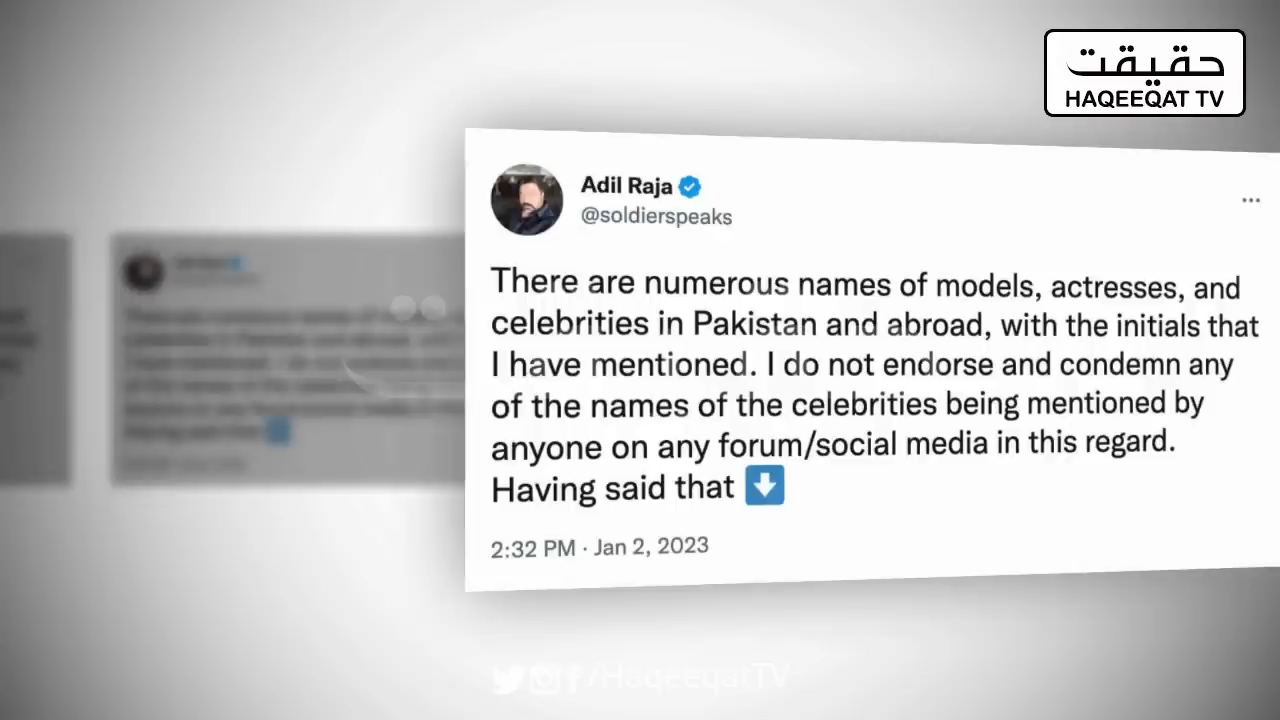 حقيقت
HAQEEQAT TV
Adil Raja
@soldierspeaks
There are numerous names of models, actresses, and
celebrities in Pakistan and abroad, with the initials that
I have mentioned. I do not endorse and condemn any
of the names of the celebrities being mentioned by
anyone on any forum/social media in this regard.
Having said that
2:32 PM · Jan 2, 2023
/HaqeeqatTV